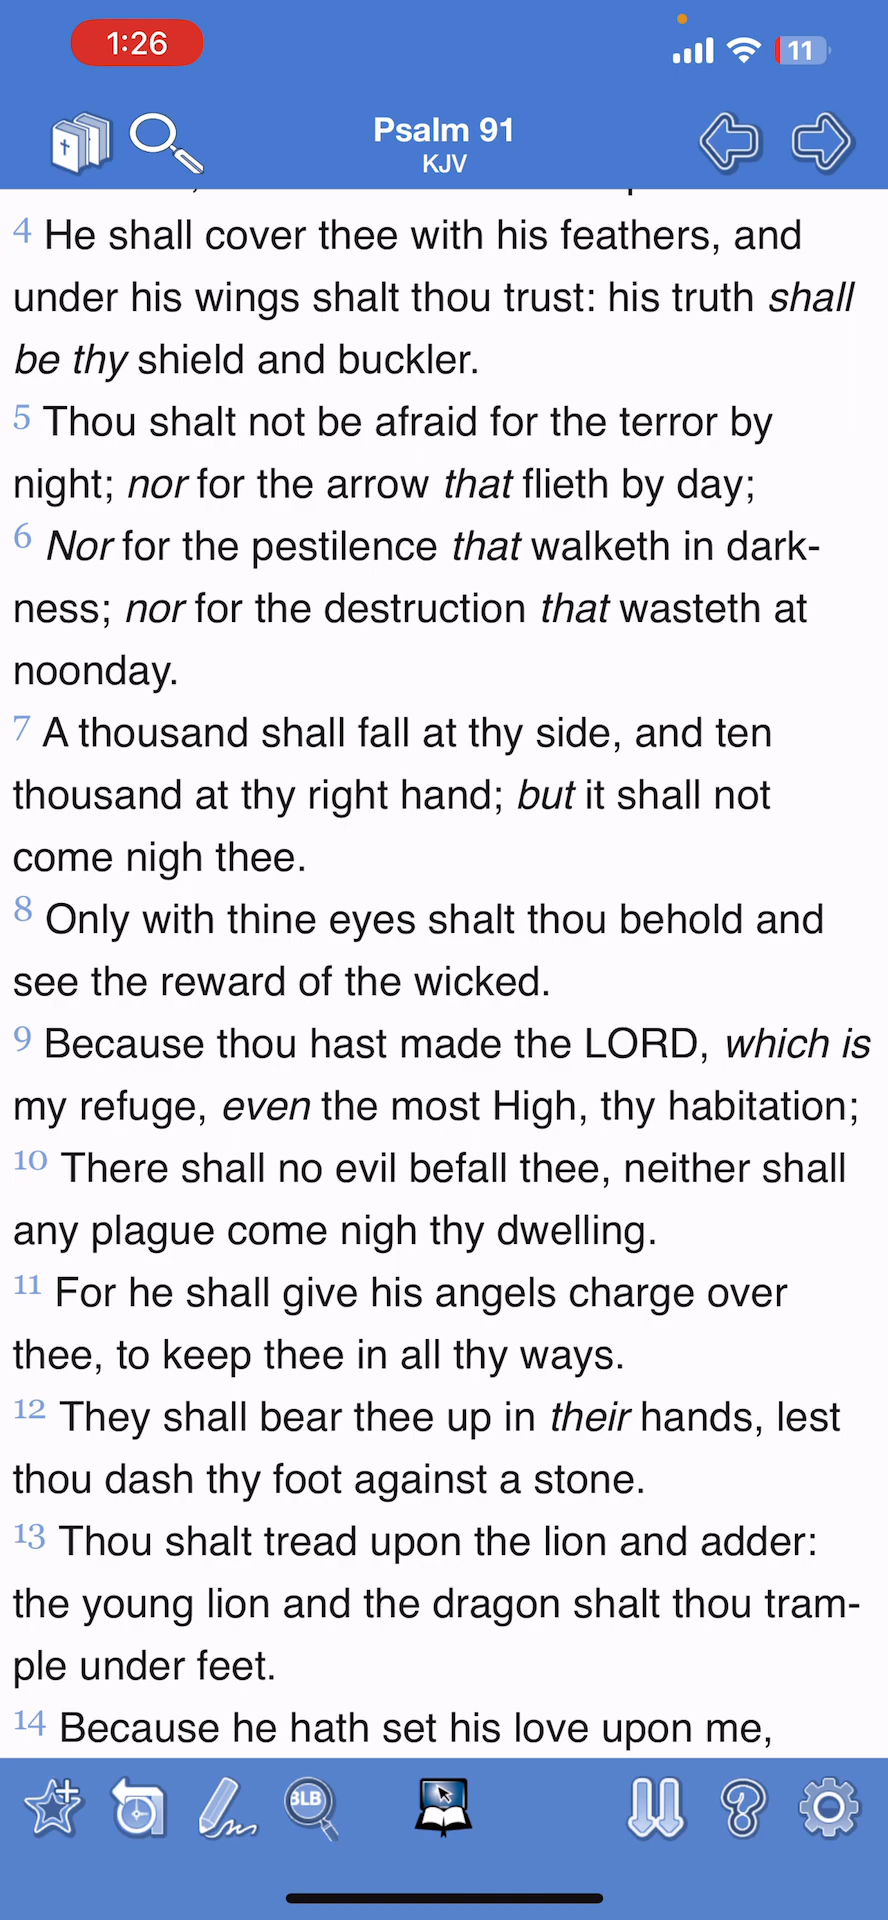 1:26
11
Psalm 91
KJV
4 He shall cover thee with his feathers, and
under his wings shalt thou trust: his truth shall
be thy shield and buckler.
5 Thou shalt not be afraid for the terror by
night; nor for the arrow that flieth by day;
6 Nor for the pestilence that walketh in dark-
ness; nor for the destruction that wasteth at
noonday.
7 A thousand shall fall at thy side, and ten
thousand at thy right hand; but it shall not
come nigh thee.
8 Only with thine eyes shalt thou behold and
see the reward of the wicked.
9 Because thou hast made the LORD, which is
my refuge, even the most High, thy habitation;
10 There shall no evil befall thee, neither shall
any plague come nigh thy dwelling.
11 For he shall give his angels charge over
thee, to keep thee in all thy ways.
12 They shall bear thee up in their hands, lest
thou dash thy foot against a stone.
13 Thou shalt tread upon the lion and adder:
the young lion and the dragon shalt thou tram-
ple under feet.
14 Because he hath set his love upon me,
BLB